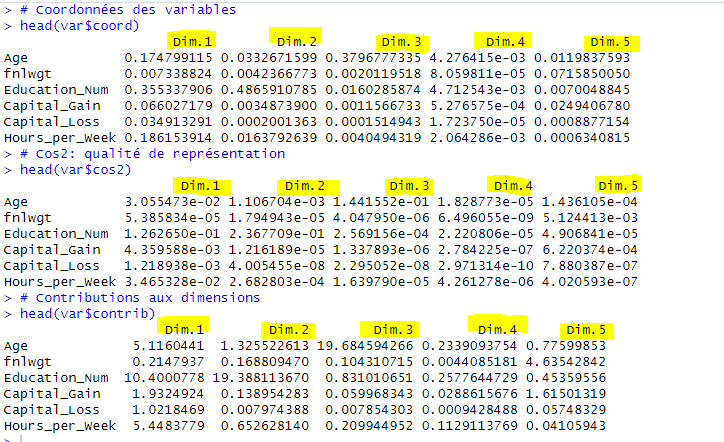 > # Coordonnées des variables
> head(var$coord)
Dim.1 Dim.2 Dim.3 Dim.4 Dim.5
Age 0.174799115 0.0332671599 0.3796777335 4.276415e-03 0.0119837593
fnlwgt 0.007338824 0.0042366773 0.0020119518 8.059811e-05 0.0715850050
Education_Num 0.355337906 0.4865910785 0.0160285874 4.712543e-03 0.0070048845
Capital_Gain 0.066027179 0.0034873900 0.0011566733 5.276575e-04 0.0249406780
Capital_Loss 0.034913291 0.0002001363 0.0001514943 1.723750e-05 0.0008877154
Hours_per_Week 0.186153914 0.0163792639 0.0040494319 2.064286e-03 0.0006340815
> # Cos2: qualité de représentation
> head(var$cos2)
Dim.1 Dim.2 Dim.3 Dim.4 Dim.5
Age 3.055473e-02 1.106704e-03 1.441552e-01 1.828773e-05 1.436105e-04
fnlwgt 5.385834e-05 1.794943e-05 4.047950e-06 6.496055e-09 5.124413e-03
Education_Num 1.262650e-01 2.367709e-01 2.569156e-04 2.220806e-05 4.906841e-05
Capital_Gain 4.359588e-03 1.216189e-05 1.337893e-06 2.784225e-07 6.220374e-04
Capital_Loss 1.218938e-03 4.005455e-08 2.295052e-08 2.971314e-10 7.880387e-07
Hours_per_Week 3.465328e-02 2.682803e-04 1.639790e-05 4.261278e-06 4.020593e-07
> # Contributions aux dimensions
> head(var$contrib)
Dim.1 Dim.2 Dim.3 Dim.4 Dim.5
Age 5.1160441 1.325522613 19.684594266 0.2339093754 0.77599853
fnlwgt 0.2147937 0.168809470 0.104310715 0.0044085181 4.63542842
Education_Num 10.4000778 19.388113670 0.831010651 0.2577644729 0.45359556
Capital_Gain 1.9324924 0.138954283 0.059968343 0.0288615676 1.61501319
Capital_Loss 1.0218469 0.007974388 0.007854303 0.0009428488 0.05748329
Hours_per_Week 5.4483779 0.652628140 0.209944952 0.1129113769 0.04105943
>